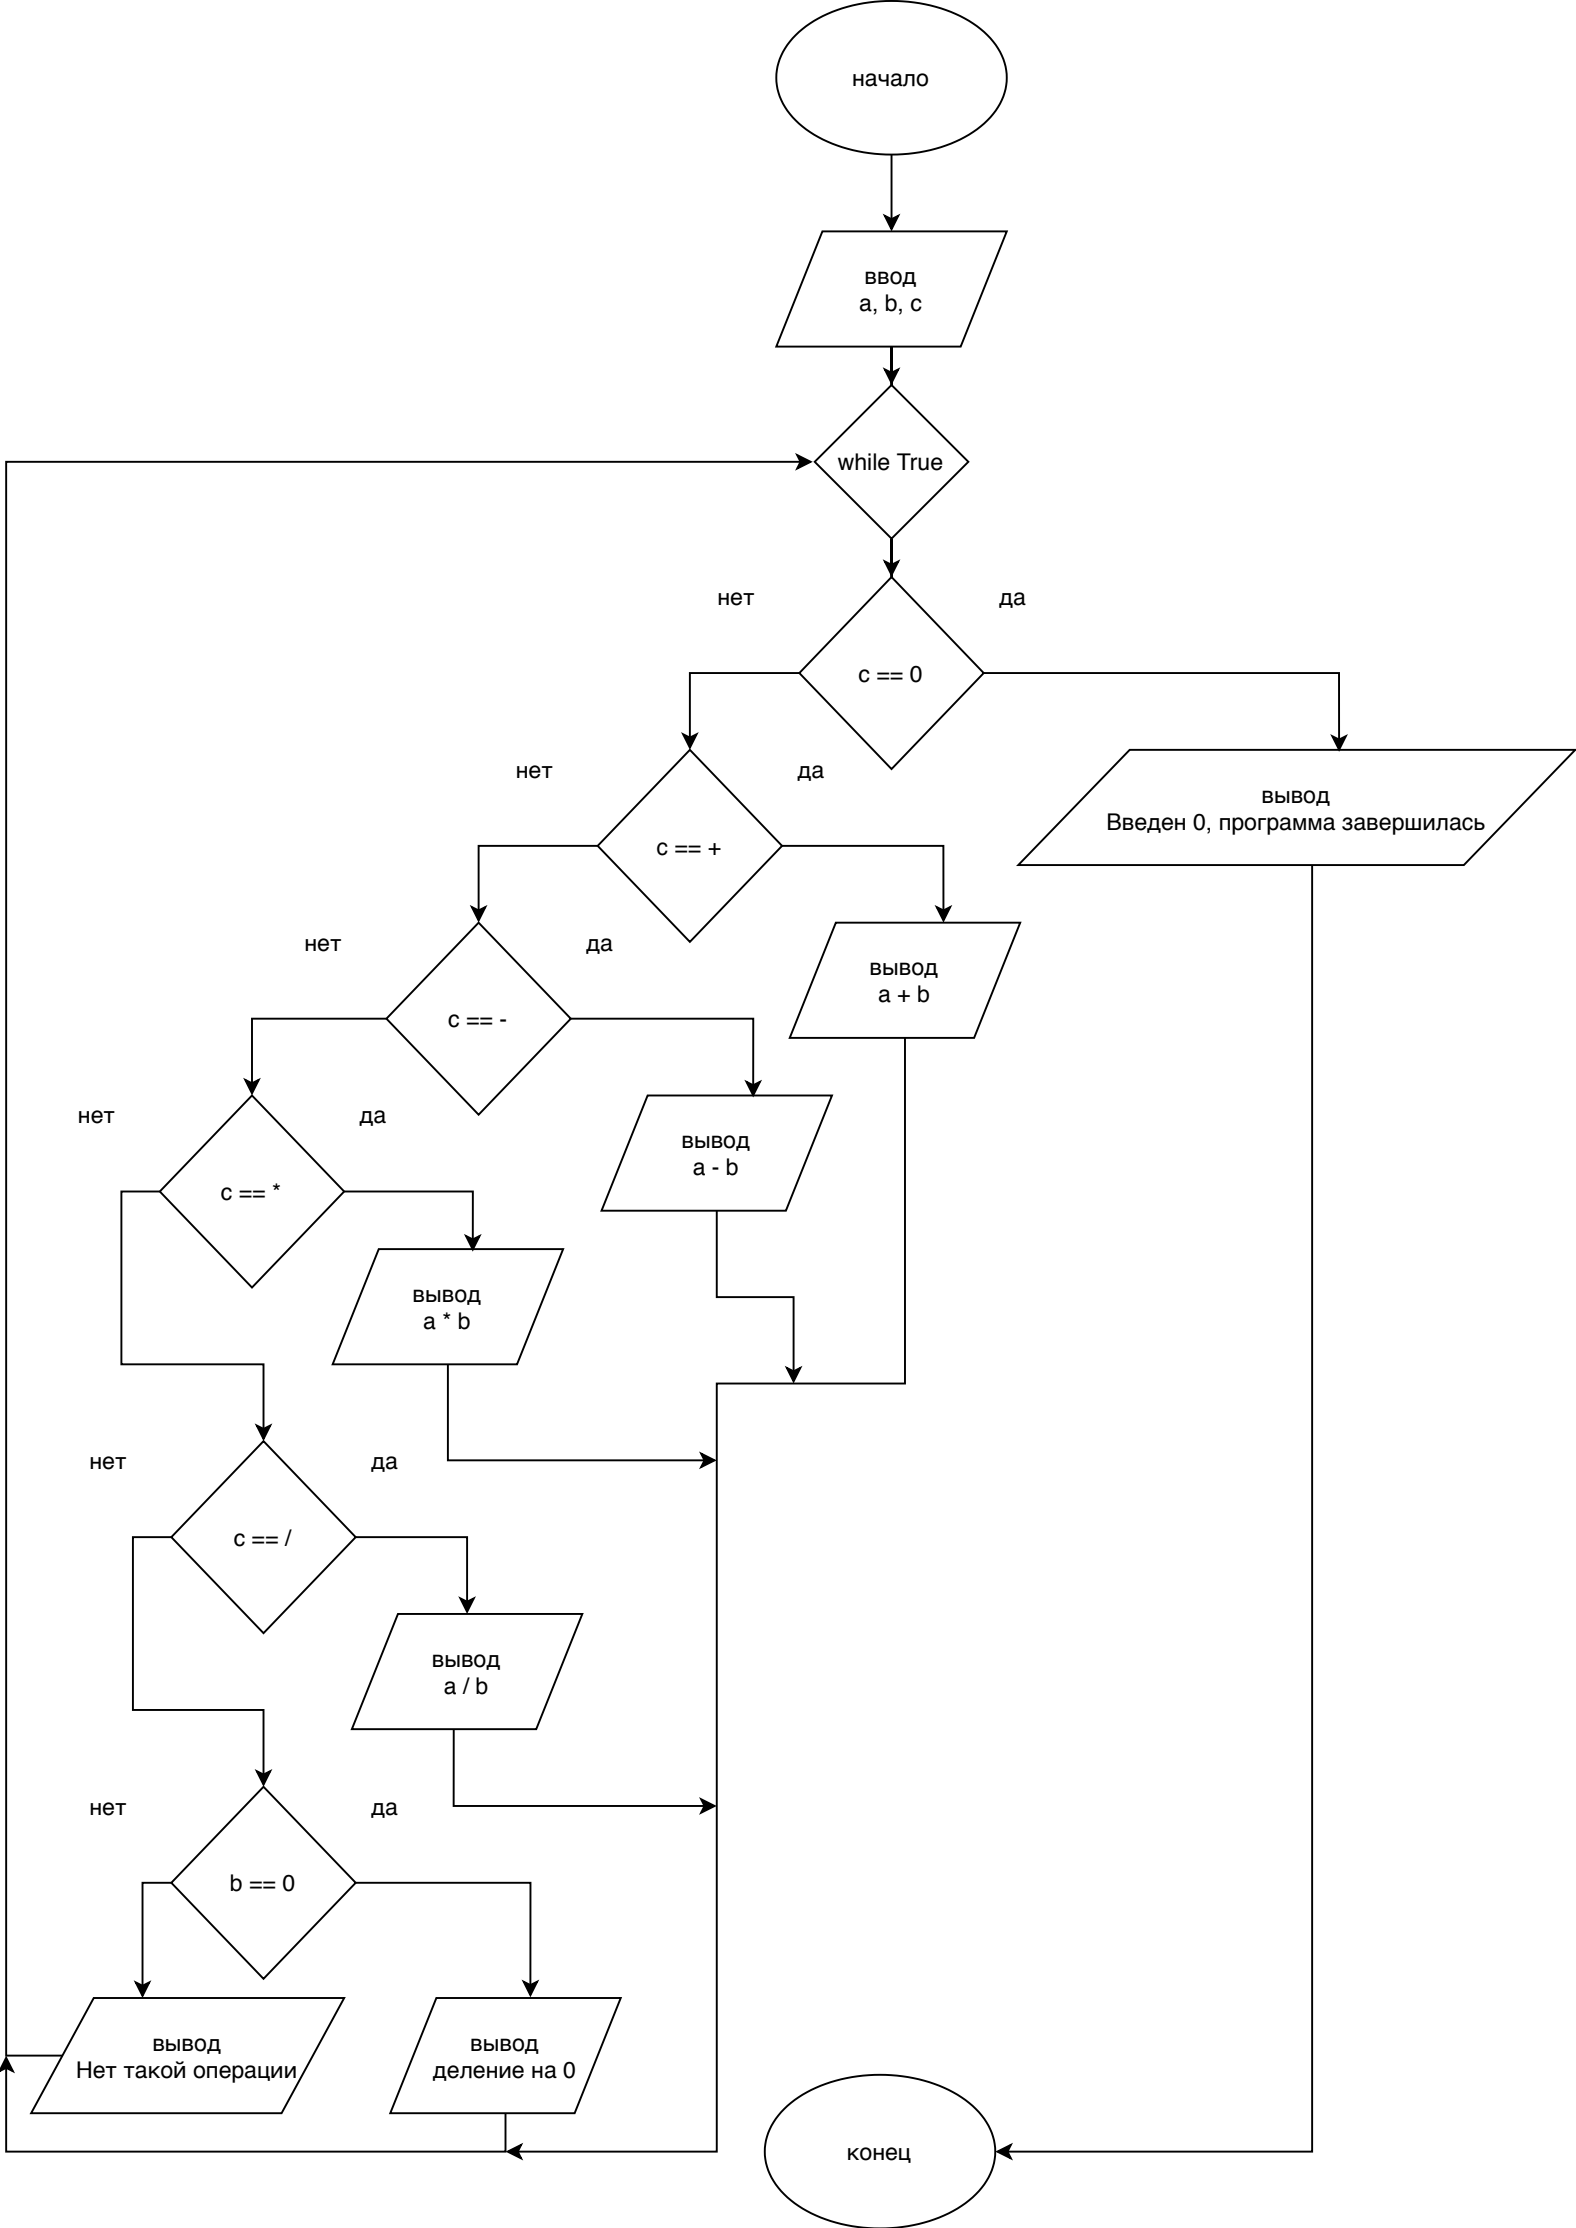 начало
ввод
a, b, c
while True
нет
да
c == 0
нет
да
вывод
Введен 0, программа завершилась
c == +
нет
да
вывод
a + b
c == -
нет
да
вывод
a - b
c == *
вывод
a * b
нет
да
c == /
вывод
a / b
нет
да
b == 0
вывод
Нет такой операции
вывод
деление на 0
конец